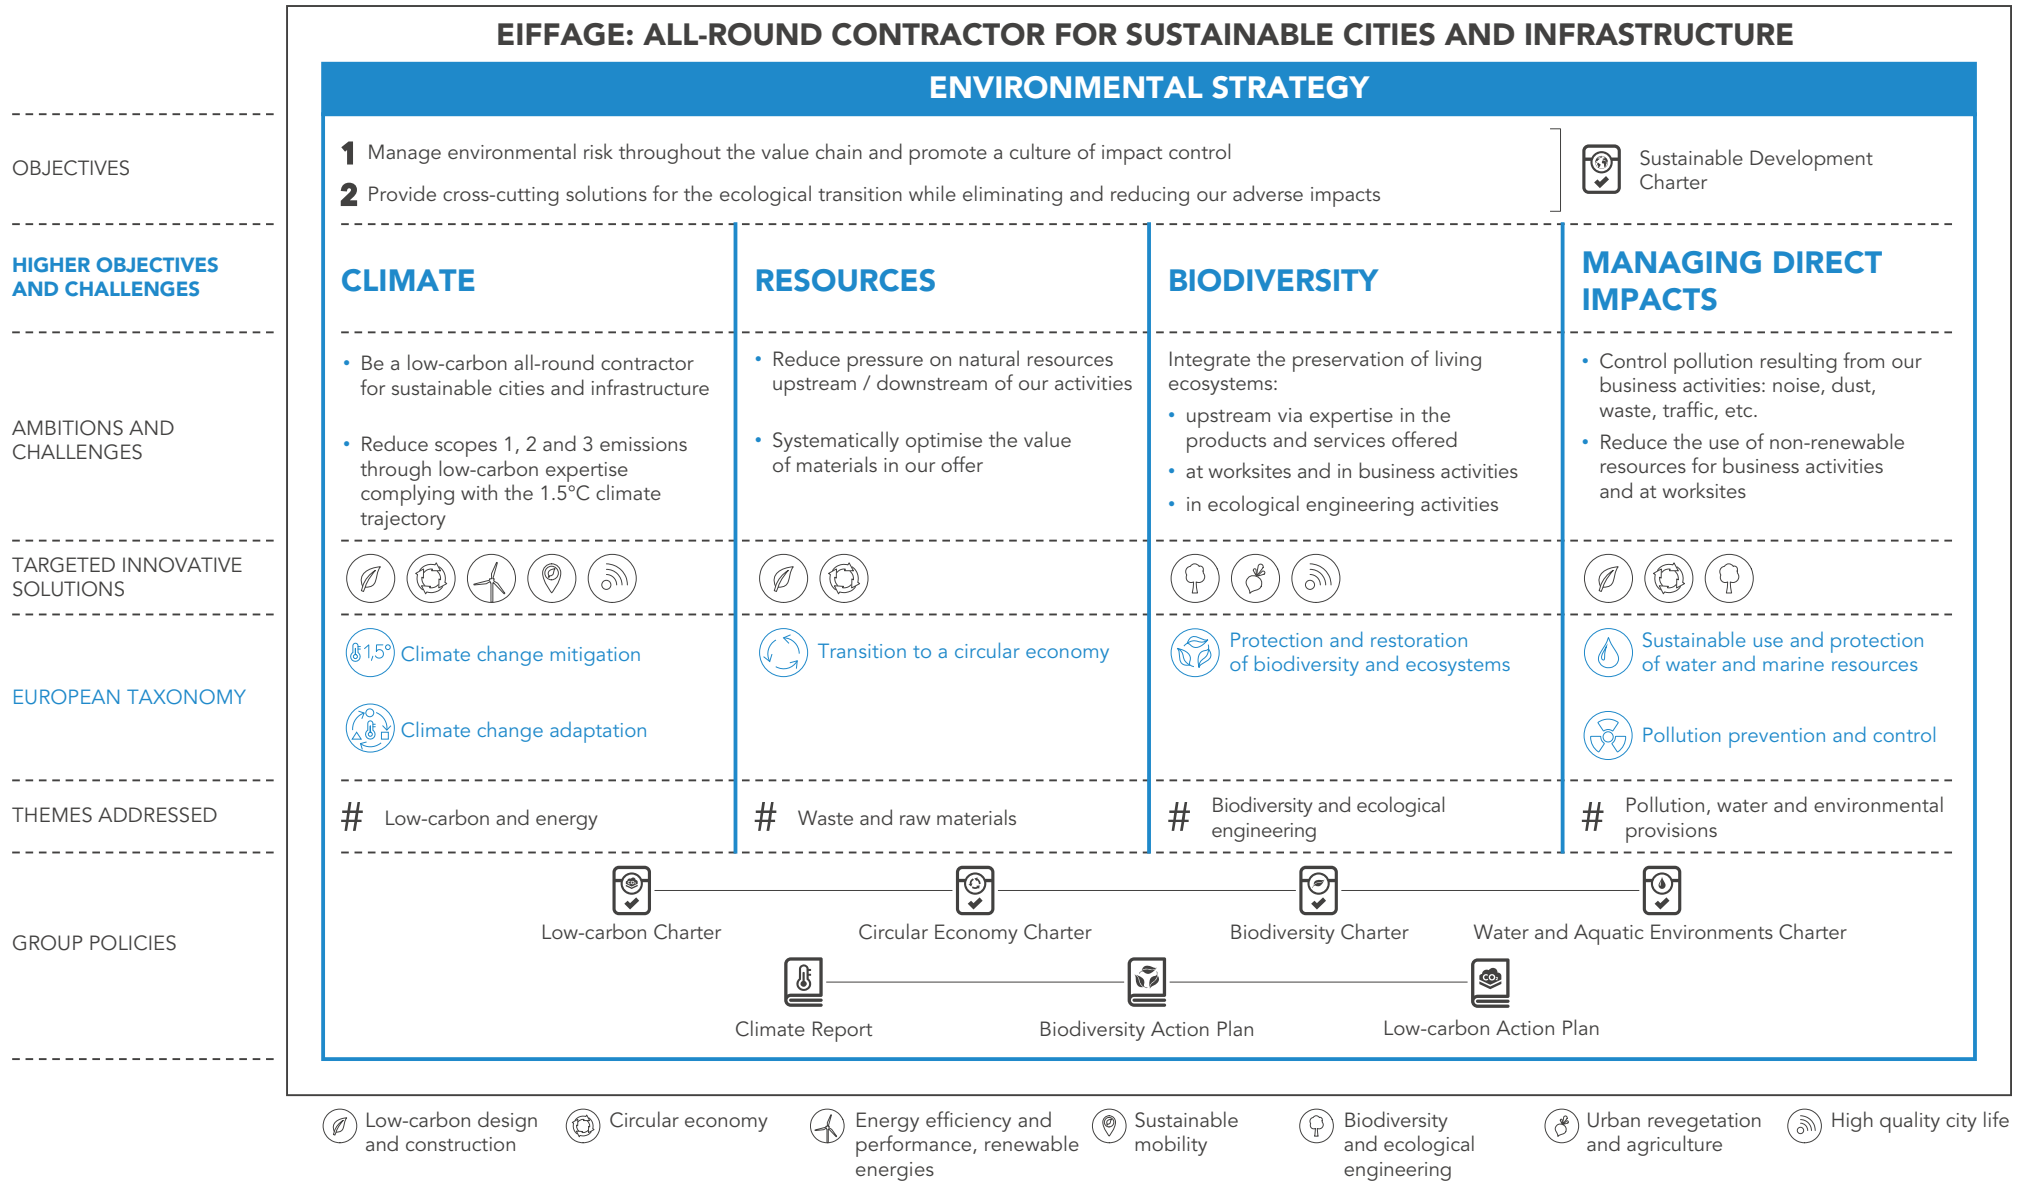 EIFFAGE: ALL-ROUND CONTRACTOR FOR SUSTAINABLE CITIES AND INFRASTRUCTURE
ENVIRONMENTAL STRATEGY
OBJECTIVES
1 Manage environmental risk throughout the value chain and promote a culture of impact control
2 Provide cross-cutting solutions for the ecological transition while eliminating and reducing our adverse impacts
Sustainable Development
Charter
HIGHER OBJECTIVES
AND CHALLENGES
CLIMATE
RESOURCES
BIODIVERSITY
MANAGING DIRECT
IMPACTS
AMBITIONS AND
CHALLENGES
• Be a low-carbon all-round contractor
for sustainable cities and infrastructure
• Reduce scopes 1, 2 and 3 emissions
through low-carbon expertise
complying with the 1.5°C climate
trajectory
• Reduce pressure on natural resources
upstream / downstream of our activities
• Systematically optimise the value
of materials in our offer
Integrate the preservation of living
ecosystems:
• upstream via expertise in the
products and services offered
• at worksites and in business activities
• in ecological engineering activities
• Control pollution resulting from our
business activities: noise, dust,
waste, traffic, etc.
• Reduce the use of non-renewable
resources for business activities
and at worksites
TARGETED INNOVATIVE
SOLUTIONS
EUROPEAN TAXONOMY
1,5°
Climate change mitigation
Climate change adaptation
Transition to a circular economy
Protection and restoration
of biodiversity and ecosystems
Sustainable use and protection
of water and marine resources
Pollution prevention and control
THEMES ADDRESSED
# Low-carbon and energy
# Waste and raw materials
# Biodiversity and ecological
engineering
# Pollution, water and environmental
provisions
GROUP POLICIES
CO2
Low-carbon Charter
Circular Economy Charter
Biodiversity Charter
Water and Aquatic Environments Charter
CO2
Climate Report
Biodiversity Action Plan
Low-carbon Action Plan
Low-carbon design
and construction
Circular economy
Energy efficiency and
performance, renewable
energies
Sustainable
mobility
Biodiversity
and ecological
engineering
Urban revegetation
and agriculture
High quality city life